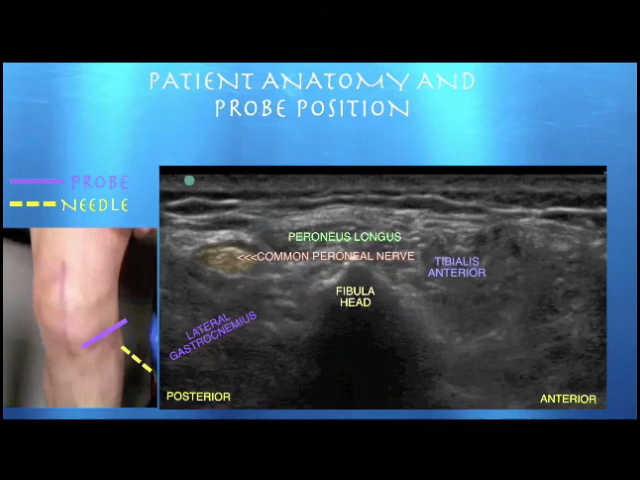 PATIENT ANATOMY AND
PROBE POSITION
PROBE
NEEDLE
PERONEUS LONGUS
<<<COMMON PERONEAL NERVE
TIBIALIS
ANTERIOR
FIBULA
HEAD
LATERAL
GASTROCNEMIUS
POSTERIOR
ANTERIOR